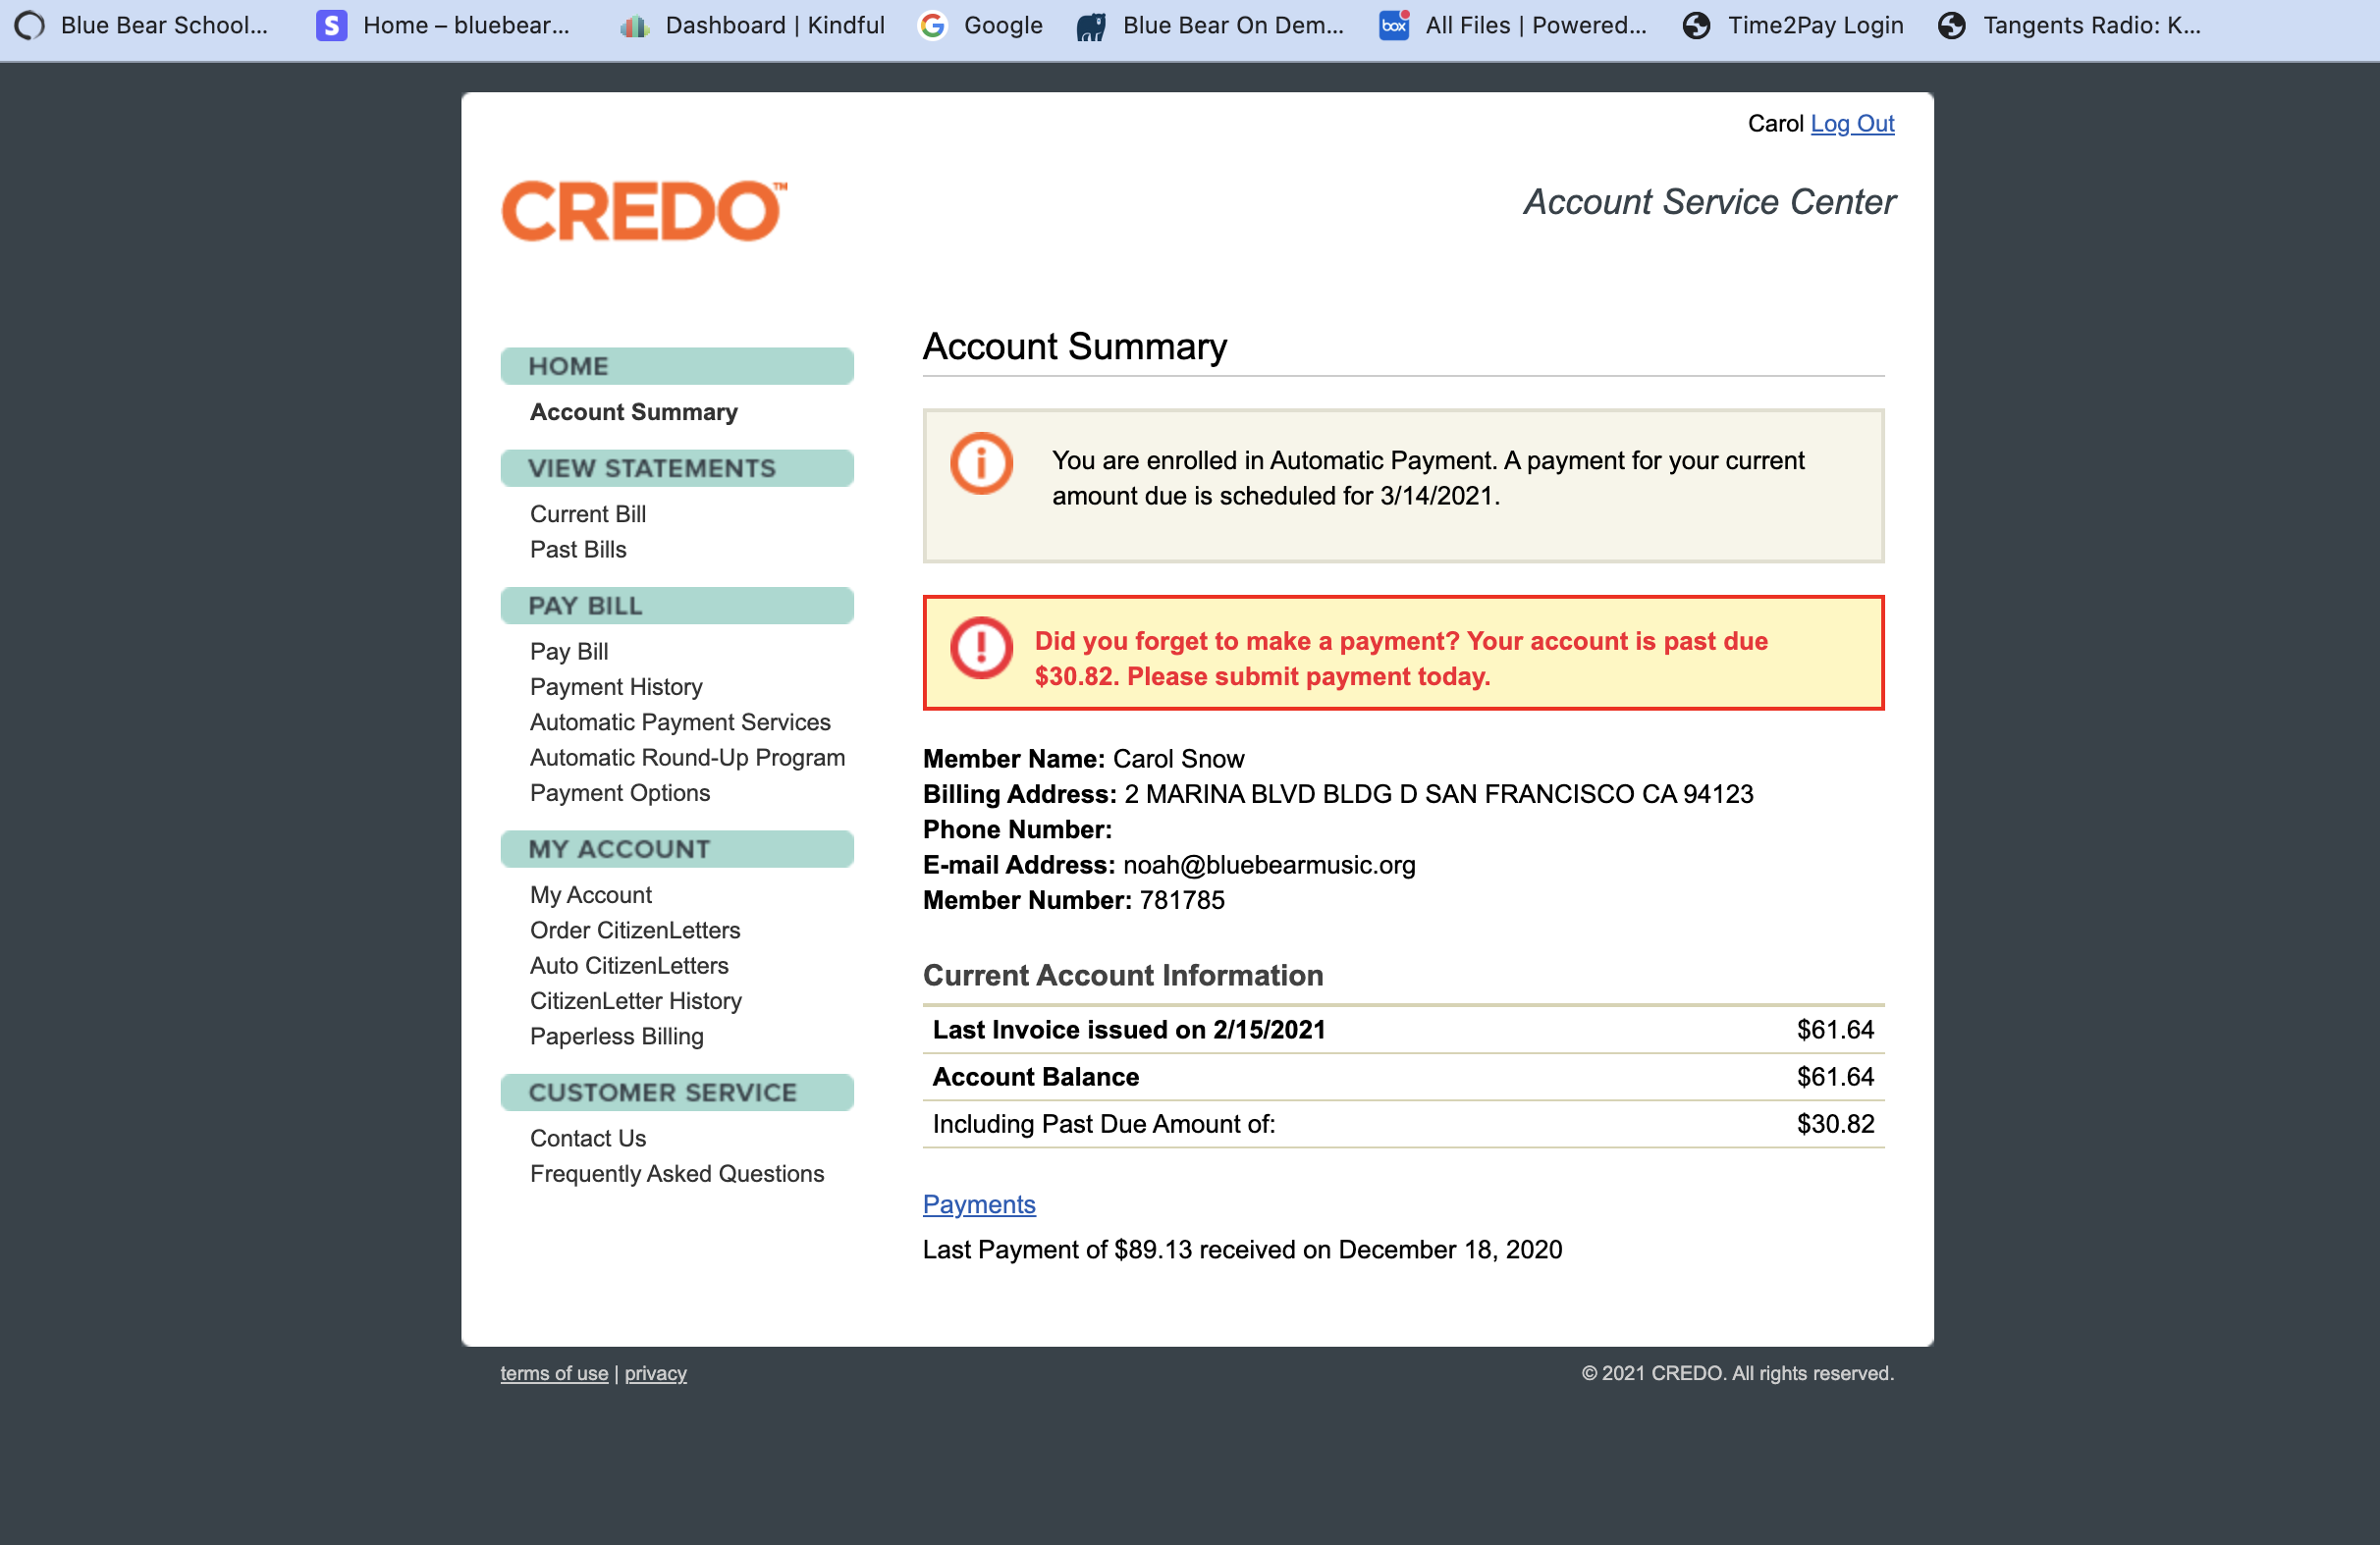 Blue Bear School... Home – bluebear... Dashboard | Kindful Google Blue Bear On Dem... box All Files | Powered... Time2Pay Login Tangents Radio: K...
Carol Log Out
CREDO™
Account Service Center
HOME
Account Summary
VIEW STATEMENTS
Current Bill
Past Bills
PAY BILL
Pay Bill
Payment History
Automatic Payment Services
Automatic Round-Up Program
Payment Options
MY ACCOUNT
My Account
Order CitizenLetters
Auto CitizenLetters
CitizenLetter History
Paperless Billing
CUSTOMER SERVICE
Contact Us
Frequently Asked Questions
Account Summary
You are enrolled in Automatic Payment. A payment for your current
amount due is scheduled for 3/14/2021.
Did you forget to make a payment? Your account is past due
$30.82. Please submit payment today.
Member Name: Carol Snow
Billing Address: 2 MARINA BLVD BLDG D SAN FRANCISCO CA 94123
Phone Number:
E-mail Address: noah@bluebearmusic.org
Member Number: 781785
Current Account Information
Last Invoice issued on 2/15/2021 $61.64
Account Balance $61.64
Including Past Due Amount of: $30.82
Payments
Last Payment of $89.13 received on December 18, 2020
terms of use | privacy
© 2021 CREDO. All rights reserved.